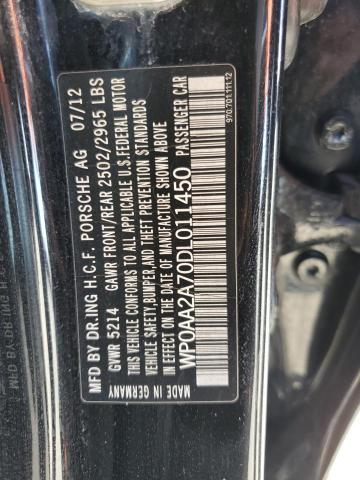 MFD BY DR.ING H.C.F. PORSCHE AG 07/12
GVWR 5214 GAWR FRONT/REAR 2502/2965 LBS
THIS VEHICLE CONFORMS TO ALL APPLICABLE U.S.FEDERAL MOTOR
VEHICLE SAFETY,BUMPER,AND THEFT PREVENTION STANDARDS
IN EFFECT ON THE DATE OF MANUFACTURE SHOWN ABOVE
WP0AA2A70DL011450 PASSENGER CAR
MADE IN GERMANY
970.701.111.12